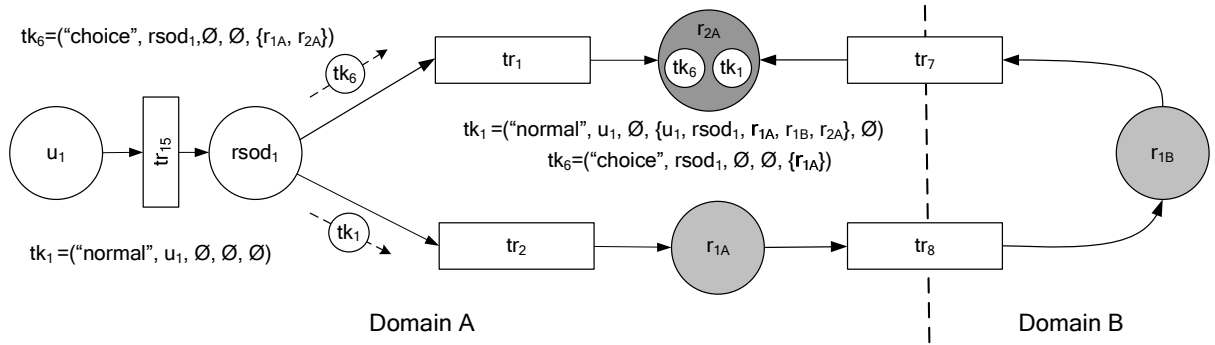 tk₆=("choice", rsod₁,Ø, Ø, {r₁A, r₂A})
tk₆
tr₁
r₂A
tk₆ tk₁
tr₇
tk₁=("normal", u₁, Ø, {u₁, rsod₁, r₁A, r₁B, r₂A}, Ø)
tk₆=("choice", rsod₁, Ø, Ø, {r₁A})
u₁
tr₁₅
rsod₁
r₁B
tk₁
tk₁=("normal", u₁, Ø, Ø, Ø)
tr₂
r₁A
tr₈
Domain A
Domain B